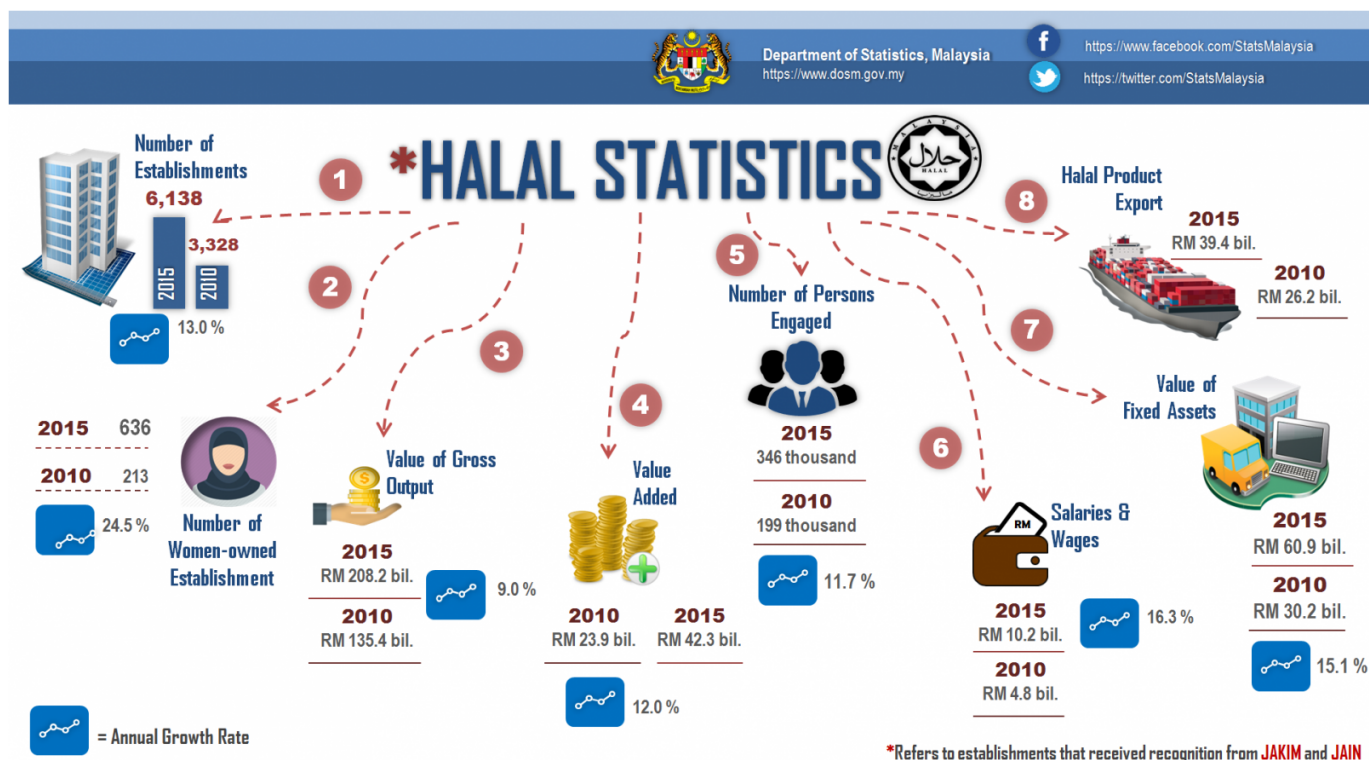 Department of Statistics, Malaysia
https://www.dosm.gov.my
https://www.facebook.com/StatsMalaysia
https://twitter.com/StatsMalaysia
*HALAL STATISTICS
MALAYSIA
حلال
HALAL
1
Number of
Establishments
6,138
3,328
2015
2010
13.0 %
2
2015 636
2010 213
24.5 %
Number of
Women-owned
Establishment
3
Value of Gross
Output
2015
RM 208.2 bil.
2010
RM 135.4 bil.
9.0 %
4
Value
Added
2010
RM 23.9 bil.
2015
RM 42.3 bil.
12.0 %
5
Number of Persons
Engaged
2015
346 thousand
2010
199 thousand
11.7 %
6
RM
Salaries &
Wages
2015
RM 10.2 bil.
2010
RM 4.8 bil.
16.3 %
7
Value of
Fixed Assets
2015
RM 60.9 bil.
2010
RM 30.2 bil.
15.1 %
8
Halal Product
Export
2015
RM 39.4 bil.
2010
RM 26.2 bil.
= Annual Growth Rate
*Refers to establishments that received recognition from JAKIM and JAIN